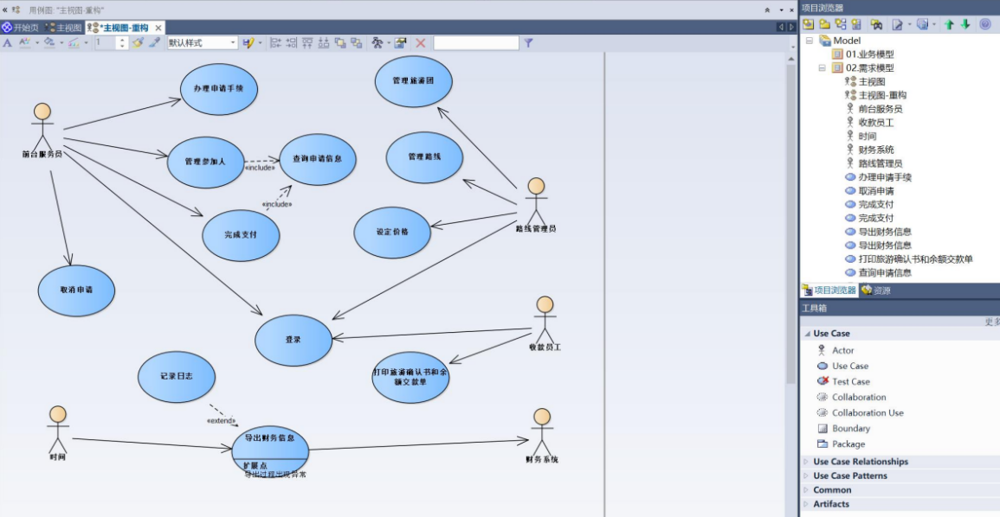 用例图: "主视图-重构"
开始页 主视图 *主视图-重构
1 默认样式
办理申请手续
管理旅游团
前台服务员
管理参加人
«include»
查询申请信息
管理路线
«include»
完成支付
设定价格
路线管理员
取消申请
登录
收款员工
记录日志
打印旅游确认书和余
额交款单
«extend»
时间
导出财务信息
扩展点
导出过程出现异常
财务系统
项目浏览器
Model
01.业务模型
02.需求模型
主视图
主视图-重构
前台服务员
收款员工
时间
财务系统
路线管理员
办理申请手续
取消申请
完成支付
完成支付
导出财务信息
导出财务信息
打印旅游确认书和余额交款单
查询申请信息
项目浏览器 资源
工具箱
更多
Use Case
Actor
Use Case
Test Case
Collaboration
Collaboration Use
Boundary
Package
Use Case Relationships
Use Case Patterns
Common
Artifacts